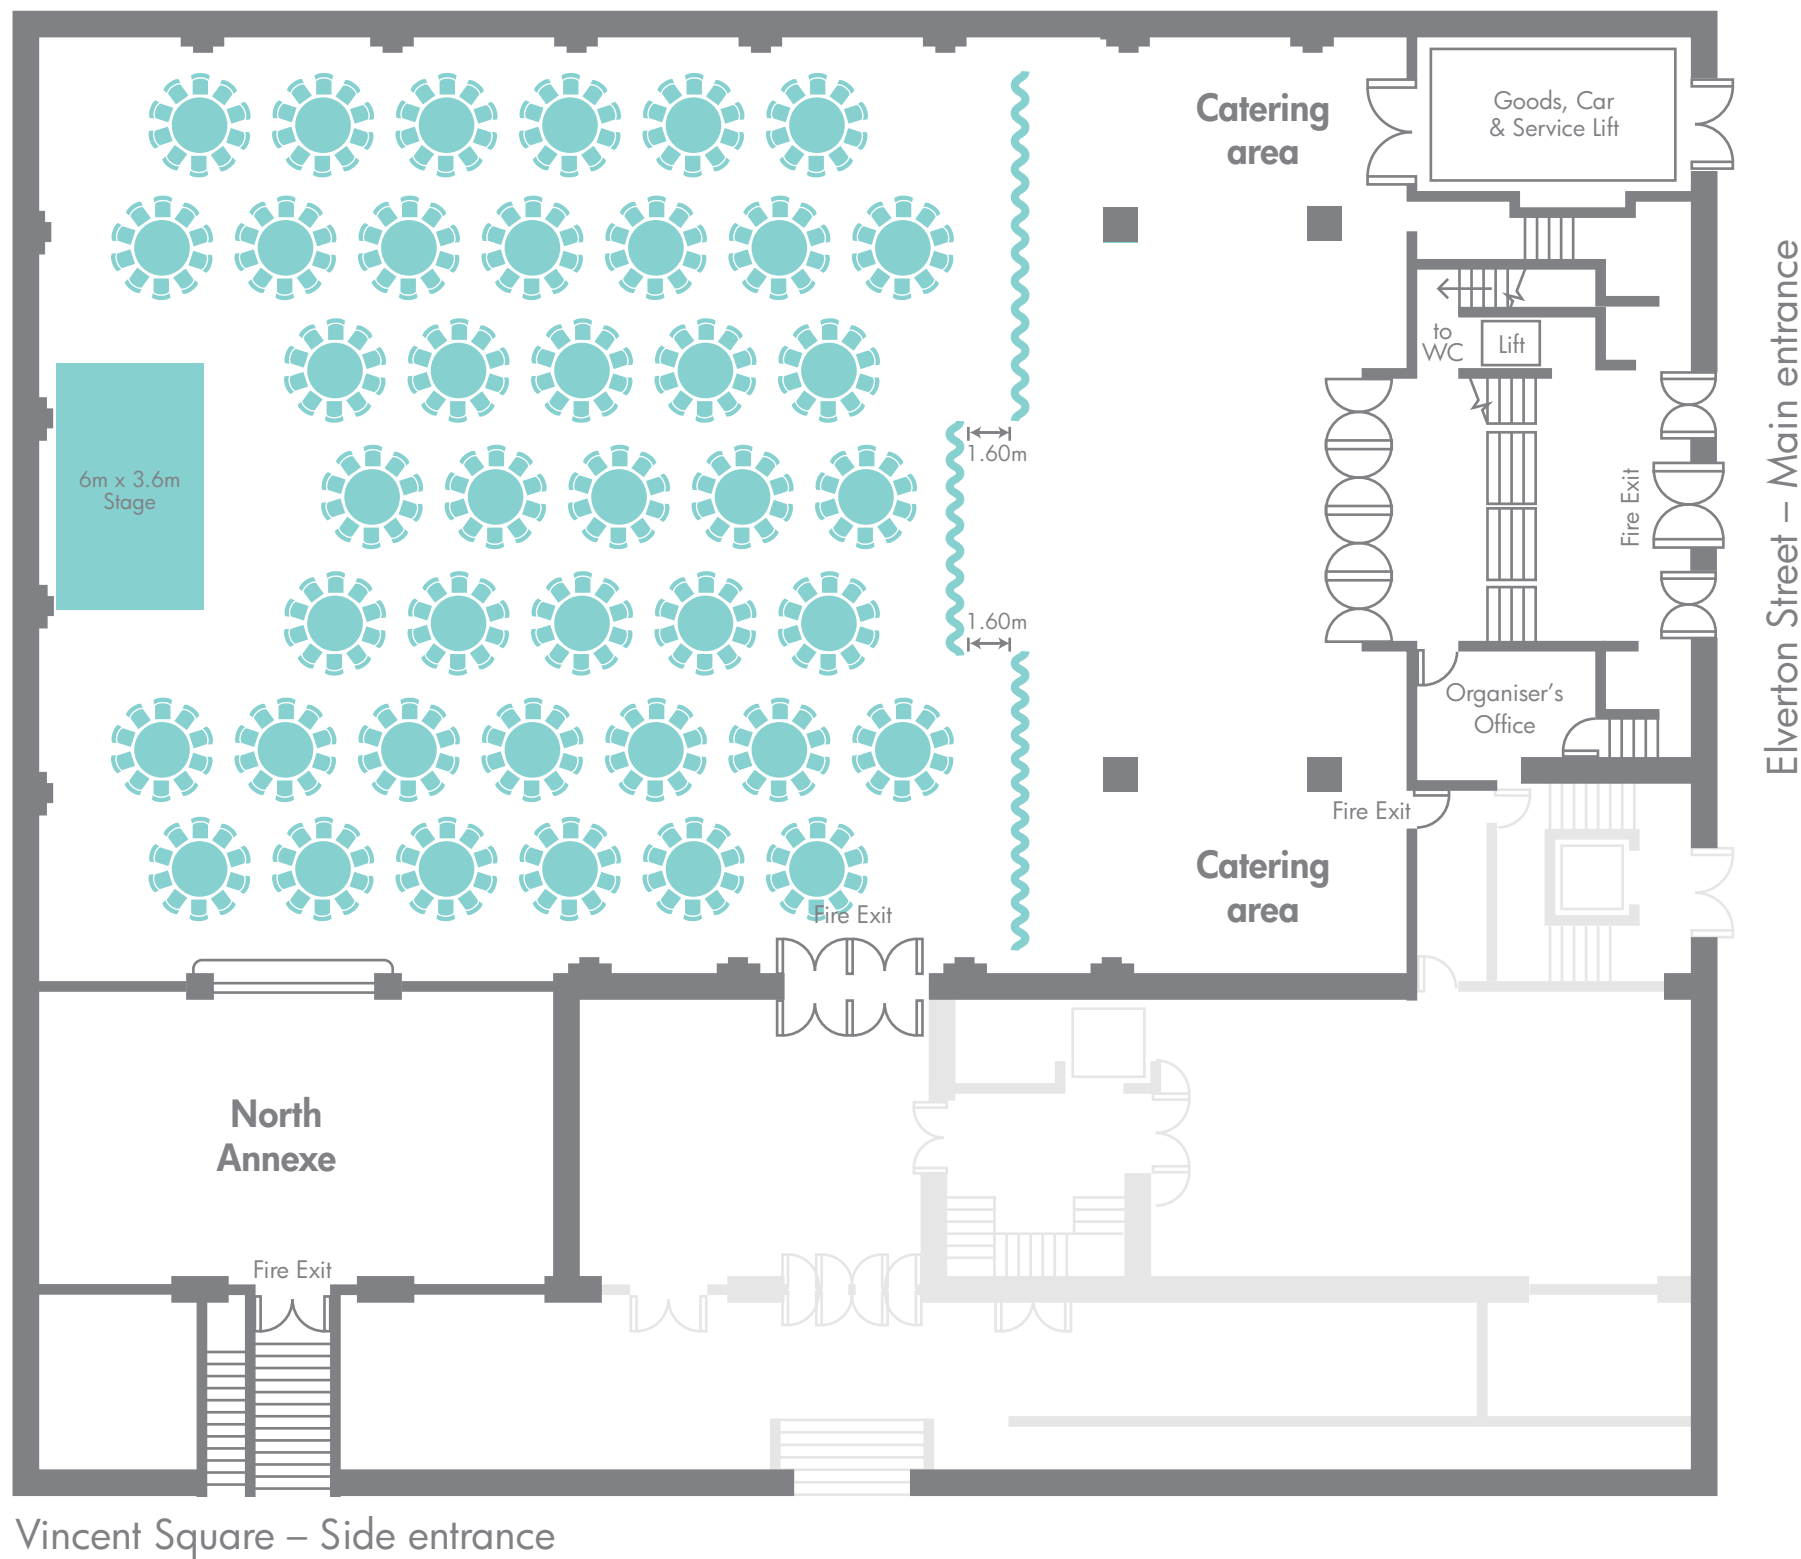 Catering
area
Goods, Car
& Service Lift
to
WC
Lift
1.60m
6m x 3.6m
Stage
Fire Exit
Elverton Street – Main entrance
1.60m
Organiser's
Office
Fire Exit
Catering
area
Fire Exit
North
Annexe
Fire Exit
Vincent Square – Side entrance